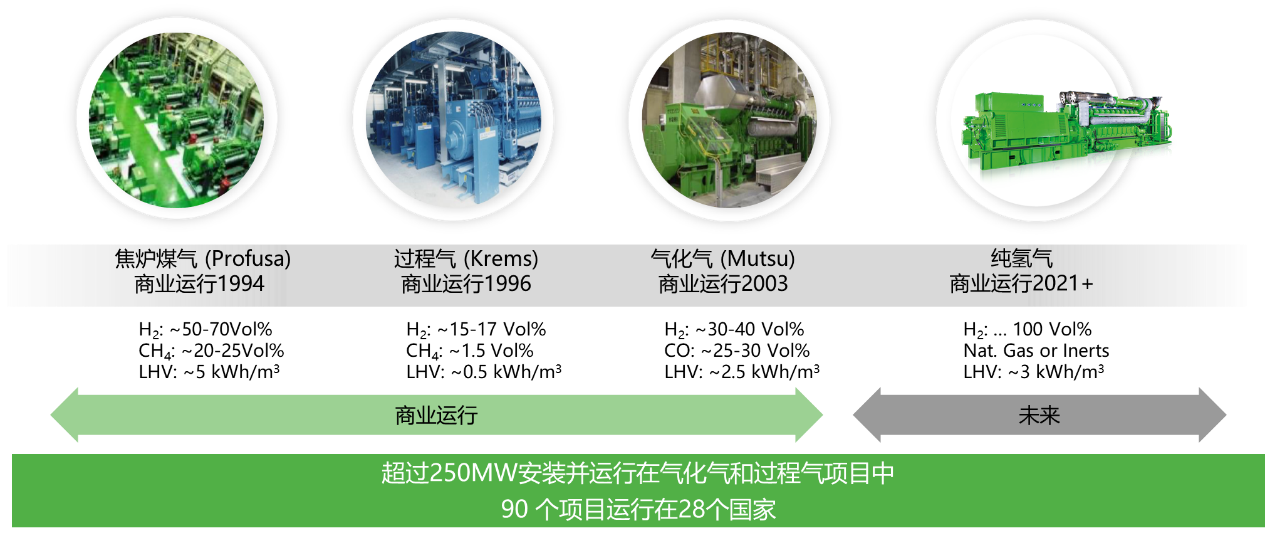 焦炉煤气 (Profusa)
商业运行1994
H₂: ~50-70Vol%
CH₄: ~20-25Vol%
LHV: ~5 kWh/m³
过程气 (Krems)
商业运行1996
H₂: ~15-17 Vol%
CH₄: ~1.5 Vol%
LHV: ~0.5 kWh/m³
气化气 (Mutsu)
商业运行2003
H₂: ~30-40 Vol%
CO: ~25-30 Vol%
LHV: ~2.5 kWh/m³
纯氢气
商业运行2021+
H₂: ... 100 Vol%
Nat. Gas or Inerts
LHV: ~3 kWh/m³
商业运行
未来
超过250MW安装并运行在气化气和过程气项目中
90 个项目运行在28个国家